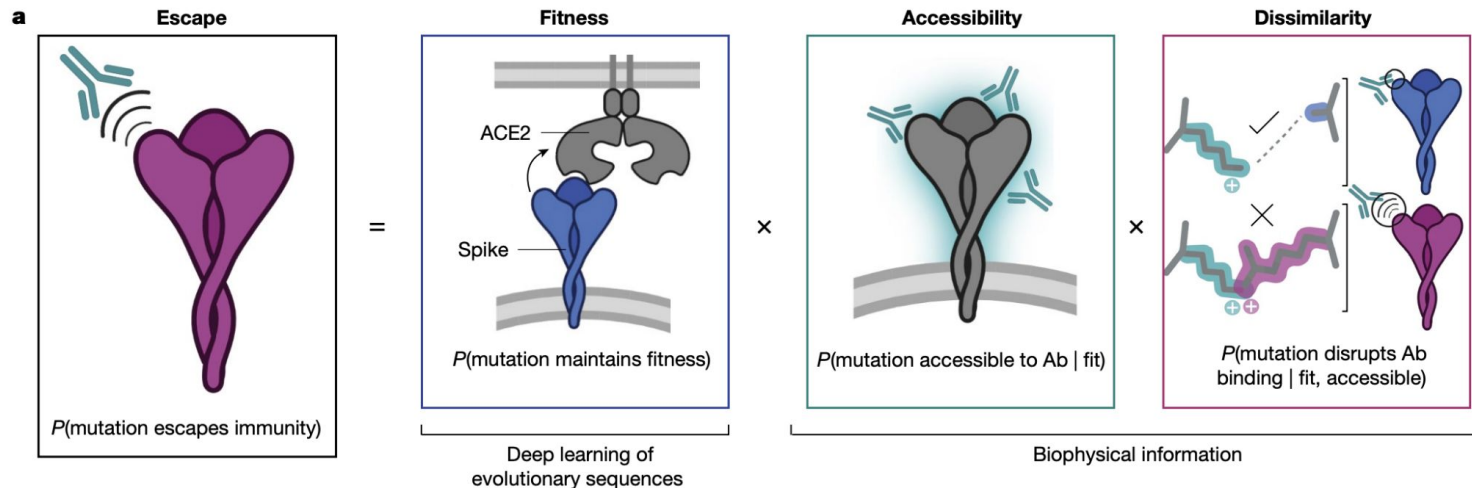 a
Escape
Fitness
Accessibility
Dissimilarity
ACE2
Spike
=
×
×
+
+ +
P(mutation escapes immunity)
P(mutation maintains fitness)
P(mutation accessible to Ab | fit)
P(mutation disrupts Ab
binding | fit, accessible)
Deep learning of
evolutionary sequences
Biophysical information